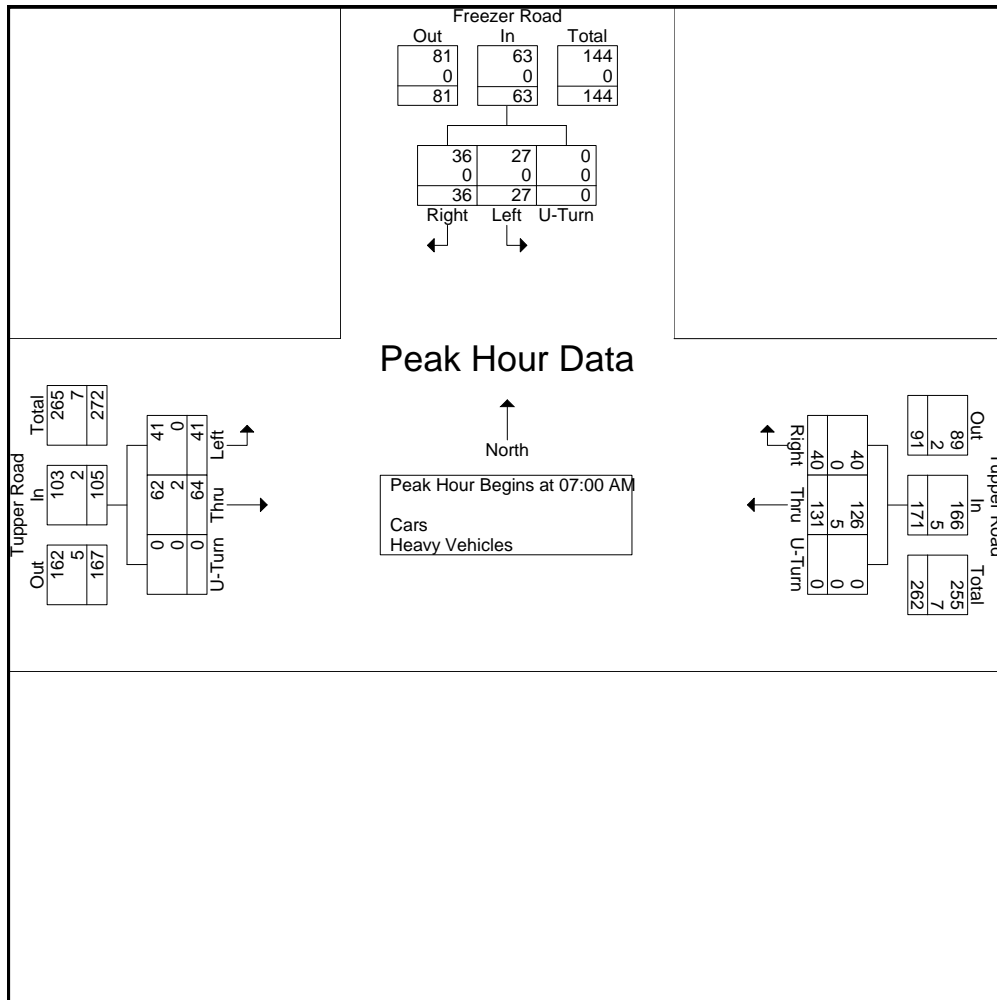 Freezer Road
Out In Total
81 63 144
0 0 0
81 63 144
36 27 0
0 0 0
36 27 0
Right Left U-Turn
Peak Hour Data
North
Peak Hour Begins at 07:00 AM
Cars
Heavy Vehicles
Tupper Road
Out In Total
162 103 265
5 2 7
167 105 272
41 62 0
0 2 0
41 64 0
Left Thru U-Turn
Tupper Road
Out In Total
89 166 255
2 5 7
91 171 262
40 126 0
0 5 0
40 131 0
Right Thru U-Turn